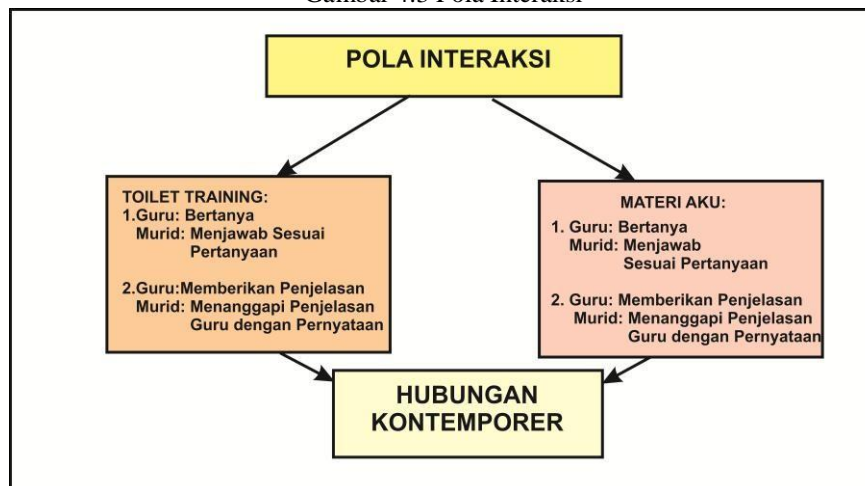 Gambar 4.3 Pola Interaksi
POLA INTERAKSI
TOILET TRAINING:
1.Guru: Bertanya
Murid: Menjawab Sesuai
Pertanyaan
2.Guru:Memberikan Penjelasan
Murid: Menanggapi Penjelasan
Guru dengan Pernyataan
MATERI AKU:
1. Guru: Bertanya
Murid: Menjawab
Sesuai Pertanyaan
2. Guru: Memberikan Penjelasan
Murid: Menanggapi Penjelasan
Guru dengan Pernyataan
HUBUNGAN
KONTEMPORER